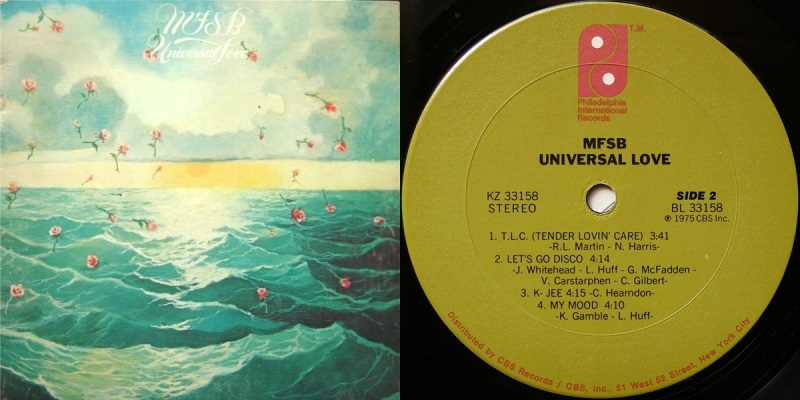 MFSB
Universal Love
T.M.
Philadelphia
International
Records
MFSB
UNIVERSAL LOVE
KZ 33158
STEREO
SIDE 2
BL 33158
℗ 1975 CBS Inc.
1. T.L.C. (TENDER LOVIN' CARE) 3:41
-R.L. Martin - N. Harris-
2. LET'S GO DISCO 4:14
-J. Whitehead - L. Huff - G. McFadden -
V. Carstarphen - C. Gilbert-
3. K- JEE 4:15 -C. Hearndon-
4. MY MOOD 4:10
-K. Gamble - L. Huff-
Distributed by CBS Records / CBS, Inc., 51 West 52 Street, New York City